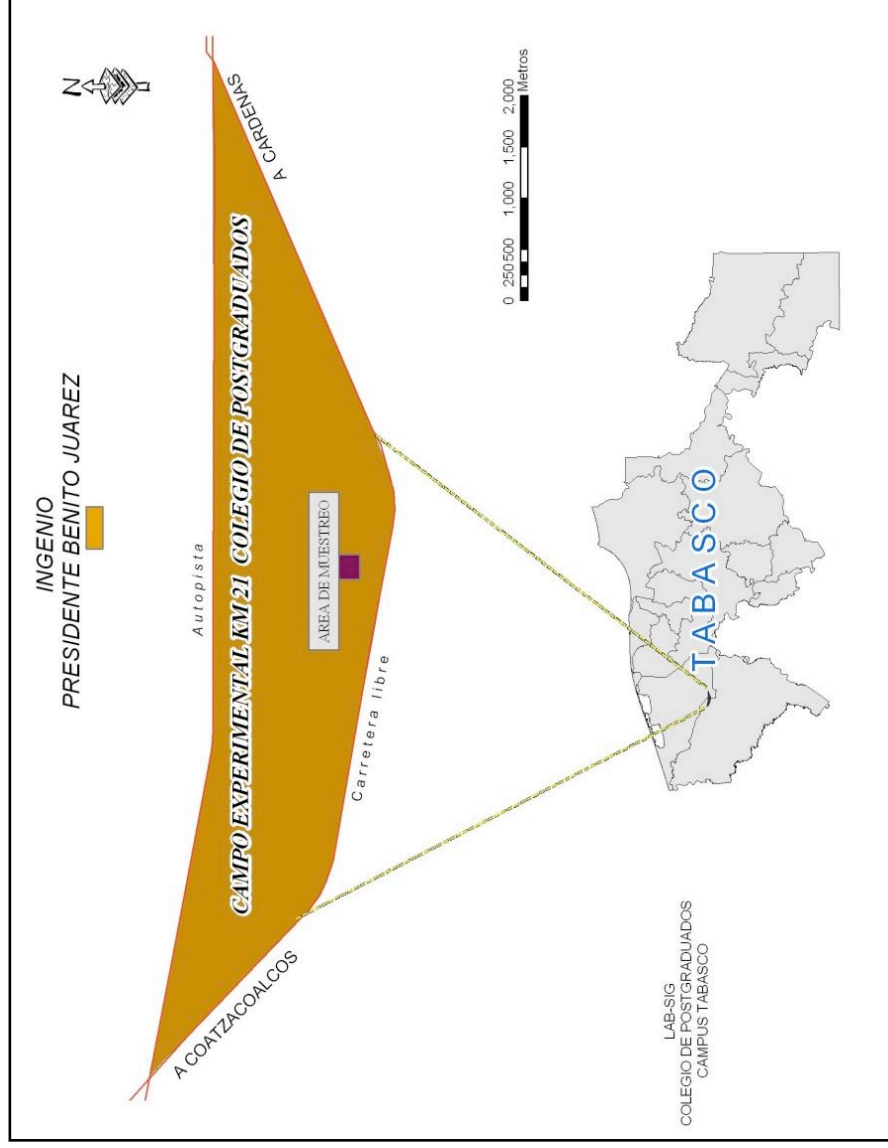 INGENIO
PRESIDENTE BENITO JUAREZ
N
Autopista
CAMPO EXPERIMENTAL KM 21 COLEGIO DE POSTGRADUADOS
A CARDENAS
AREA DE MUESTREO
Carretera libre
A COATZACOALCOS
0 250 500 1,000 1,500 2,000
Metros
TABASCO
LAB-SIG
COLEGIO DE POSTGRADUADOS
CAMPUS TABASCO